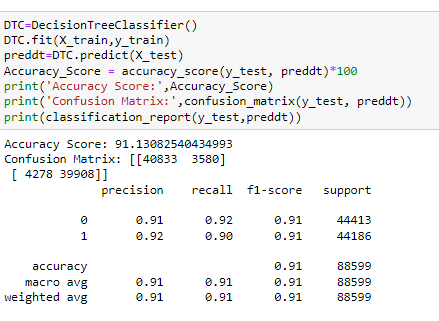 DTC=DecisionTreeClassifier()
DTC.fit(X_train,y_train)
preddt=DTC.predict(X_test)
Accuracy_Score = accuracy_score(y_test, preddt)*100
print('Accuracy Score:',Accuracy_Score)
print('Confusion Matrix:',confusion_matrix(y_test, preddt))
print(classification_report(y_test,preddt))
Accuracy Score: 91.13082540434993
Confusion Matrix: [[40833  3580]
 [ 4278 39908]]
              precision    recall  f1-score   support
           0       0.91      0.92      0.91     44413
           1       0.92      0.90      0.91     44186
    accuracy                           0.91     88599
   macro avg       0.91      0.91      0.91     88599
weighted avg       0.91      0.91      0.91     88599